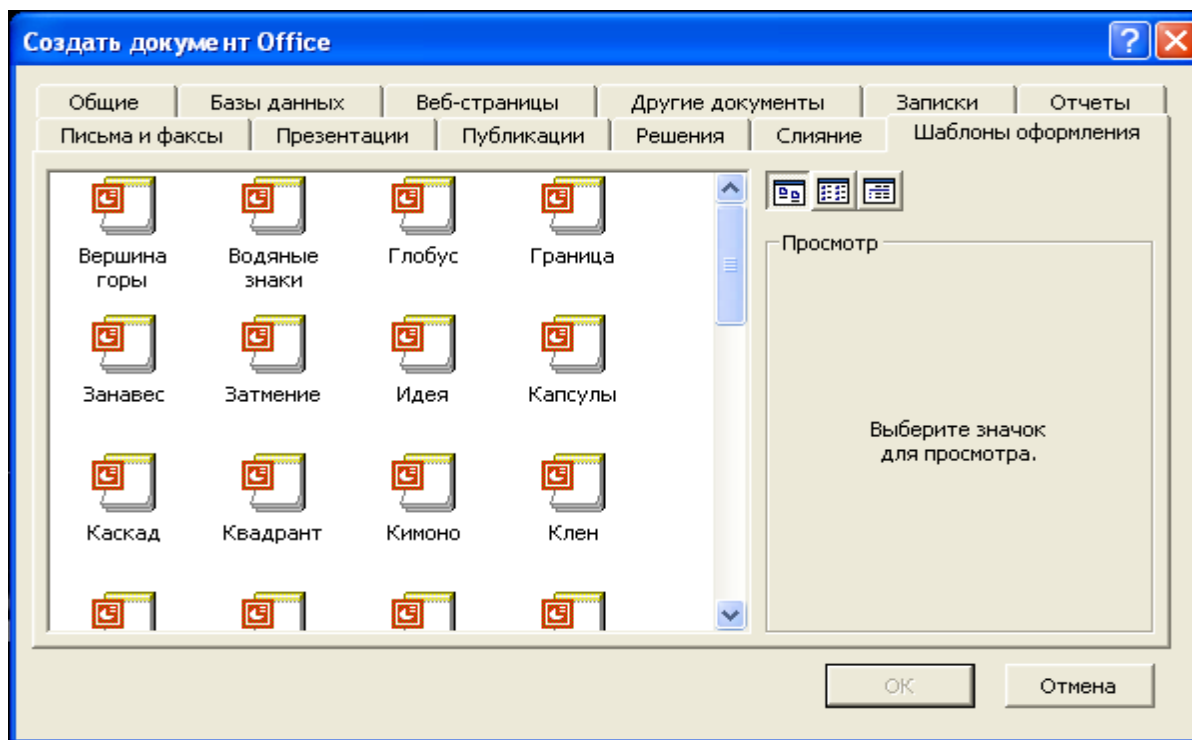 Создать документ Office
Общие Базы данных Веб-страницы Другие документы Записки Отчеты
Письма и факсы Презентации Публикации Решения Слияние Шаблоны оформления
Вершина горы
Водяные знаки
Глобус
Граница
Занавес
Затмение
Идея
Капсулы
Каскад
Квадрант
Кимоно
Клен
Просмотр
Выберите значок
для просмотра.
ОК
Отмена